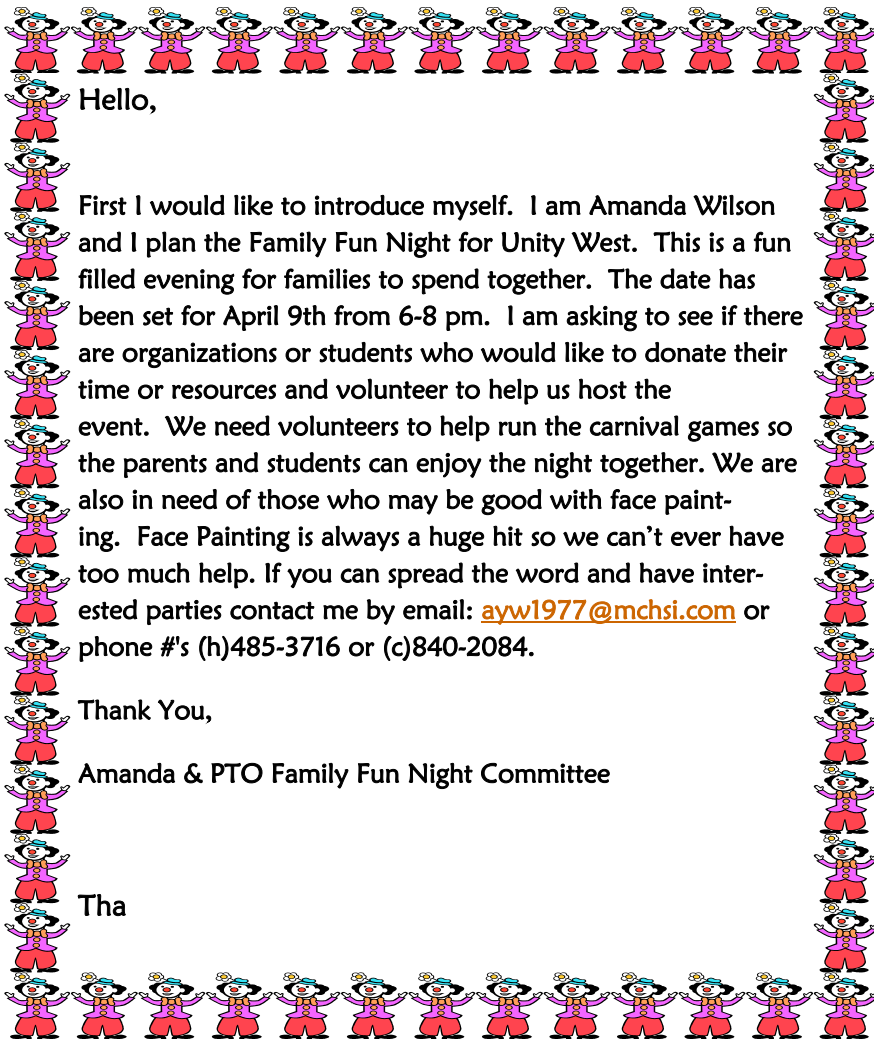 Hello,
First I would like to introduce myself.  I am Amanda Wilson
and I plan the Family Fun Night for Unity West.  This is a fun
filled evening for families to spend together.  The date has
been set for April 9th from 6-8 pm.  I am asking to see if there
are organizations or students who would like to donate their
time or resources and volunteer to help us host the
event.  We need volunteers to help run the carnival games so
the parents and students can enjoy the night together. We are
also in need of those who may be good with face paint-
ing.  Face Painting is always a huge hit so we can’t ever have
too much help. If you can spread the word and have inter-
ested parties contact me by email: ayw1977@mchsi.com or
phone #'s (h)485-3716 or (c)840-2084.
Thank You,
Amanda & PTO Family Fun Night Committee
Tha